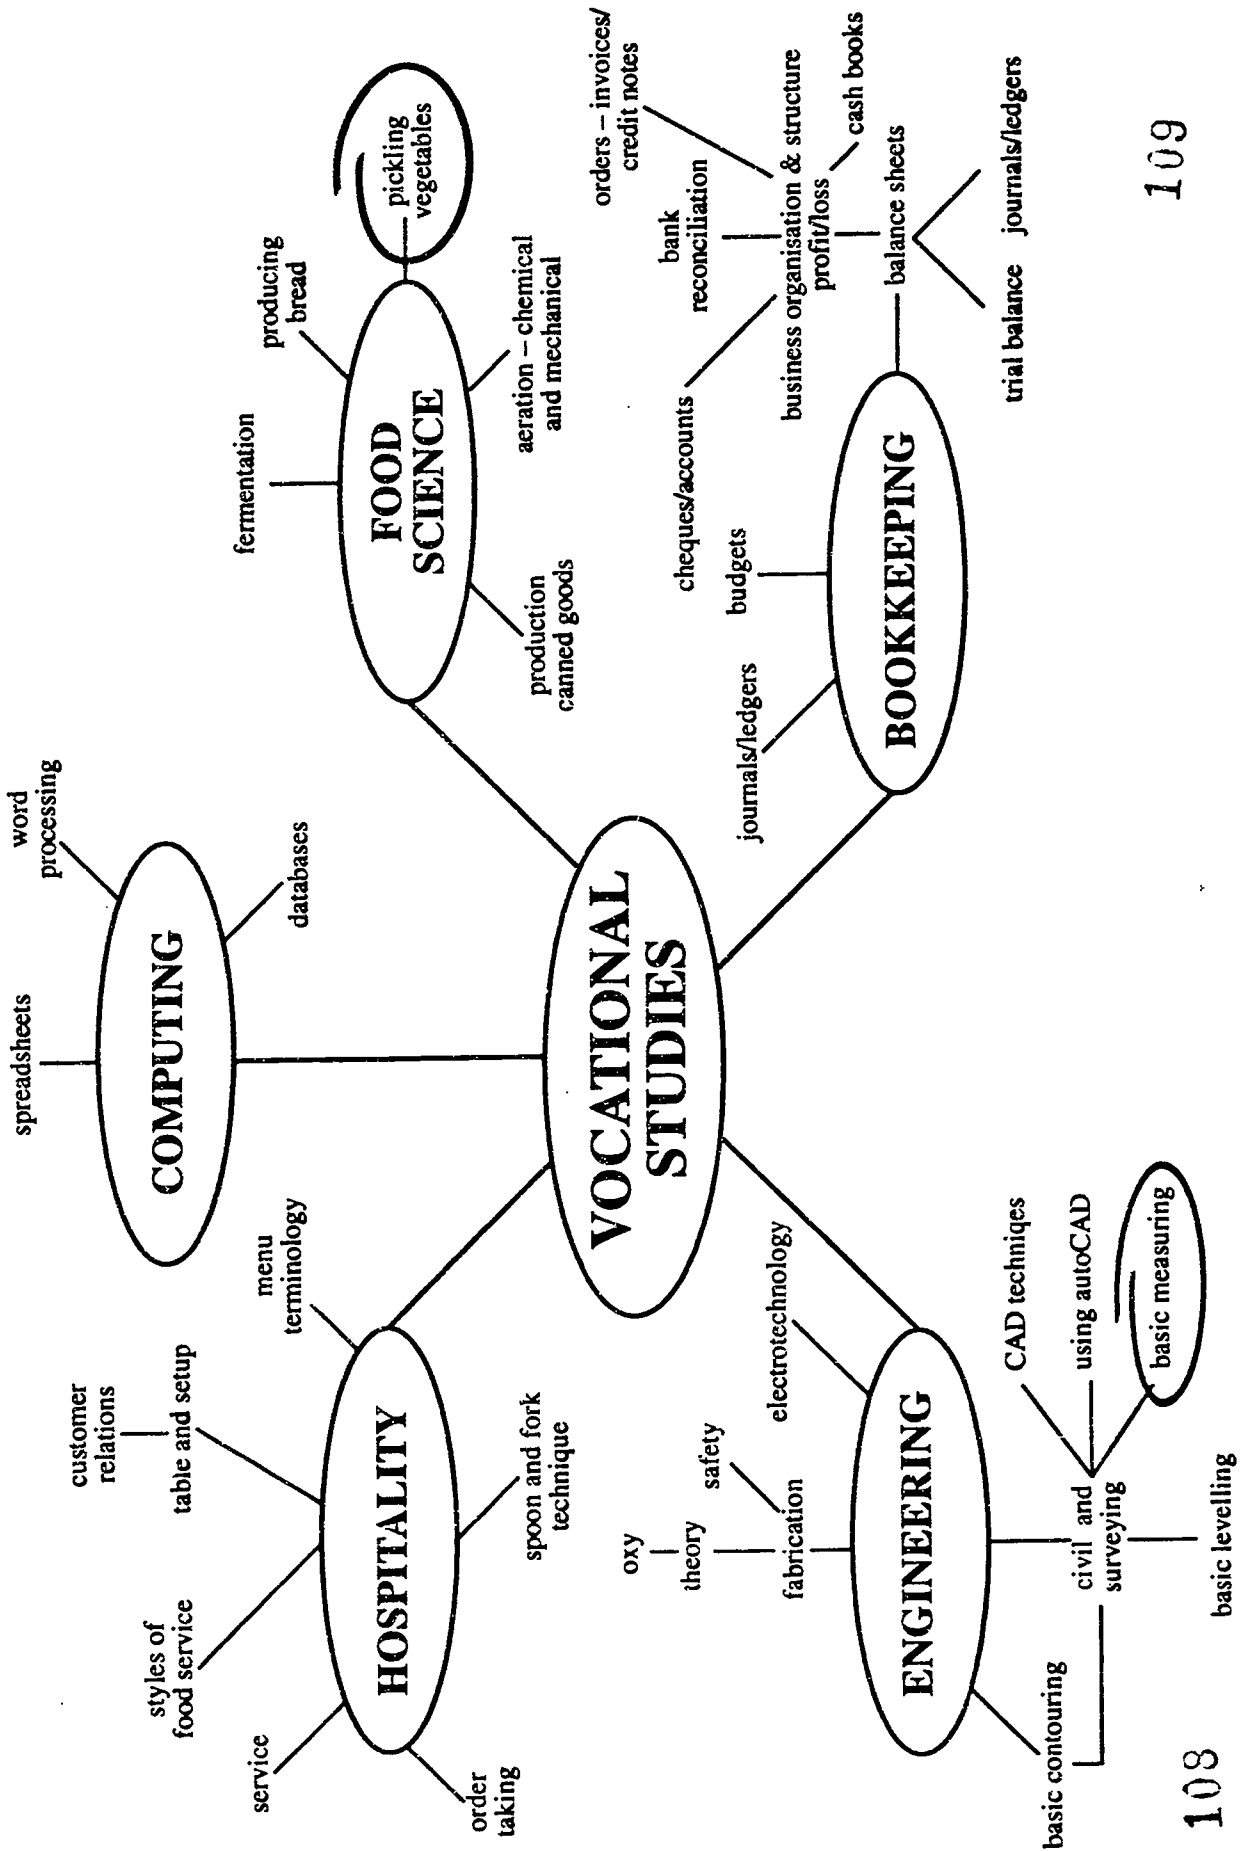 spreadsheets
word
processing
COMPUTING
databases
customer
relations
table and setup
menu
terminology
styles of
food service
service
HOSPITALITY
order
taking
spoon and fork
technique
fermentation
producing
bread
pickling
vegetables
FOOD
SCIENCE
aeration – chemical
and mechanical
production
canned goods
VOCATIONAL
STUDIES
oxy
theory
safety
fabrication
electrotechnology
ENGINEERING
basic contouring
civil and
surveying
CAD techniqes
using autoCAD
basic measuring
basic levelling
journals/ledgers
budgets
cheques/accounts
bank
reconciliation
orders – invoices/
credit notes
business organisation & structure
profit/loss
cash books
BOOKKEEPING
balance sheets
trial balance
journals/ledgers
108
109